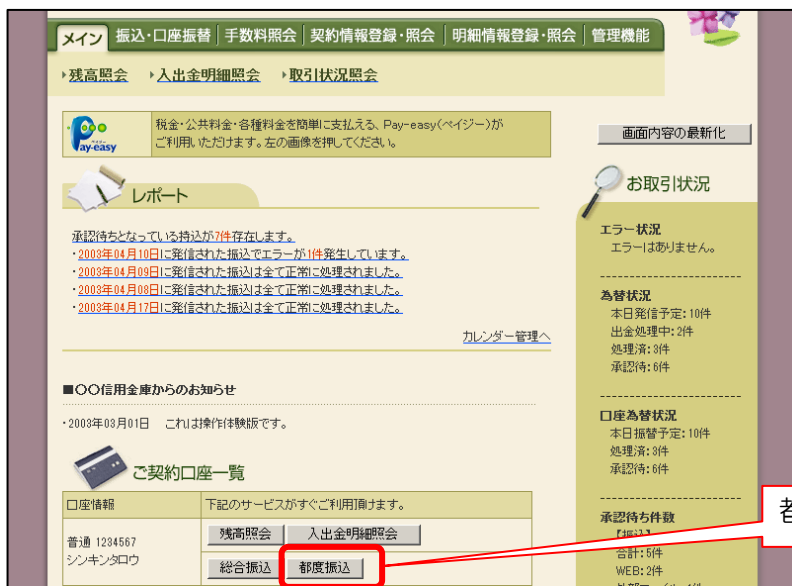 メイン 振込・口座振替 手数料照会 契約情報登録・照会 明細情報登録・照会 管理機能
残高照会 入出金明細照会 取引状況照会
ペイジー
Pay-easy
税金・公共料金・各種料金を簡単に支払える、Pay-easy(ペイジー)が
ご利用いただけます。左の画像を押してください。
画面内容の最新化
レポート
承認待ちとなっている持込が7件存在します。
・2003年04月10日に発信された振込でエラーが1件発生しています。
・2003年04月09日に発信された振込は全て正常に処理されました。
・2003年04月08日に発信された振込は全て正常に処理されました。
・2003年04月17日に発信された振込は全て正常に処理されました。
カレンダー管理へ
■〇〇信用金庫からのお知らせ
・2003年03月01日 これは操作体験版です。
ご契約口座一覧
口座情報 下記のサービスがすぐご利用頂けます。
普通 1234567
シンキンタロウ
残高照会 入出金明細照会
総合振込 都度振込
お取引状況
エラー状況
エラーはありません。
為替状況
本日発信予定:10件
出金処理中:2件
処理済:3件
承認待:6件
口座為替状況
本日振替予定:10件
処理済:3件
承認待:6件
承認待ち件数
合計:5件
WEB:2件